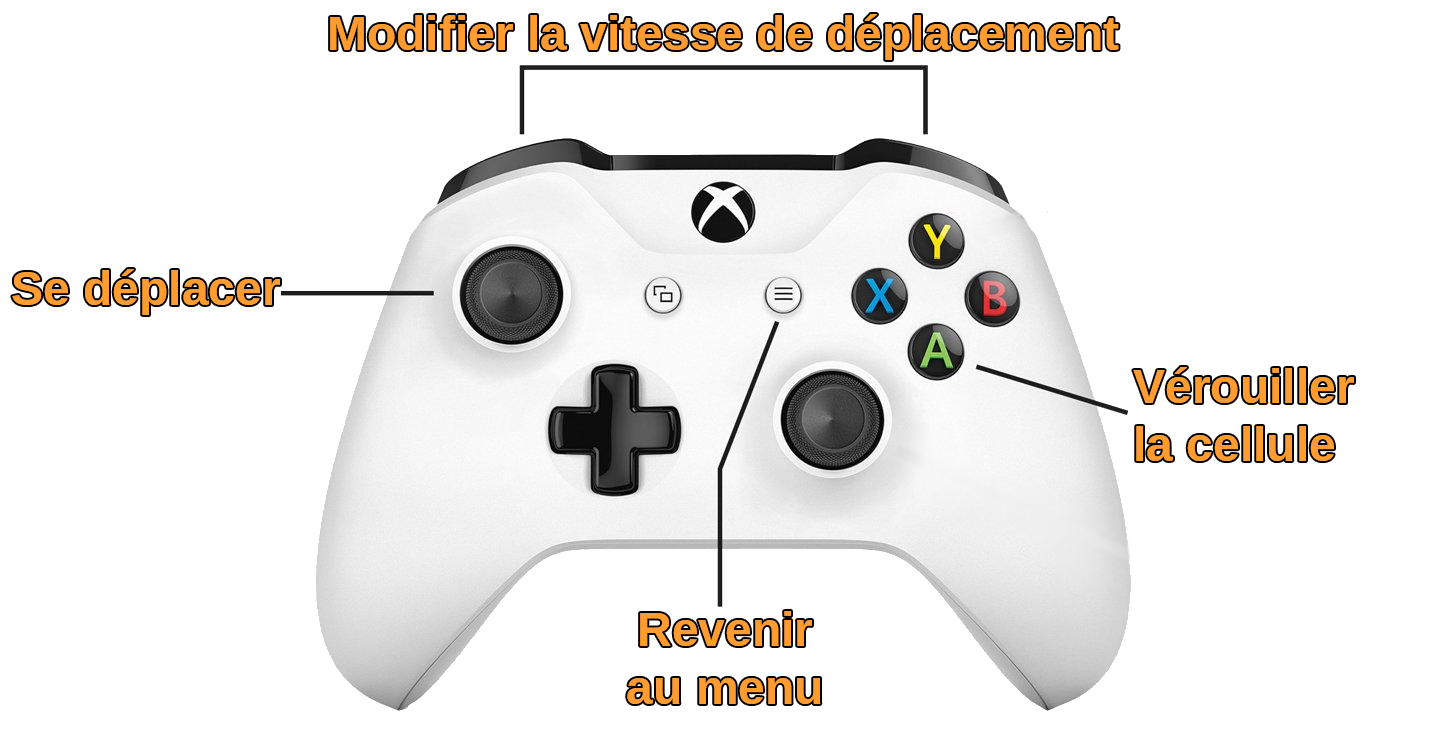 Modifier la vitesse de déplacement
Se déplacer
Y
X
B
A
Vérouiller
la cellule
Revenir
au menu